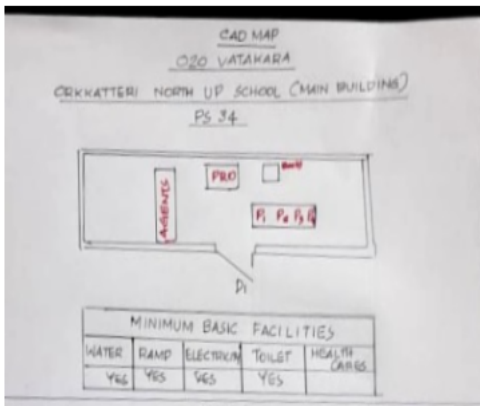 CAD MAP
020 VATAKARA
ORKKATTERI NORTH UP SCHOOL (MAIN BUILDING)
PS 34
AGENTS
PRO
P1 P2 P3 P4
D1
MINIMUM BASIC FACILITIES
WATER RAMP ELECTRICITY TOILET HEALTH CARES
YES YES YES YES